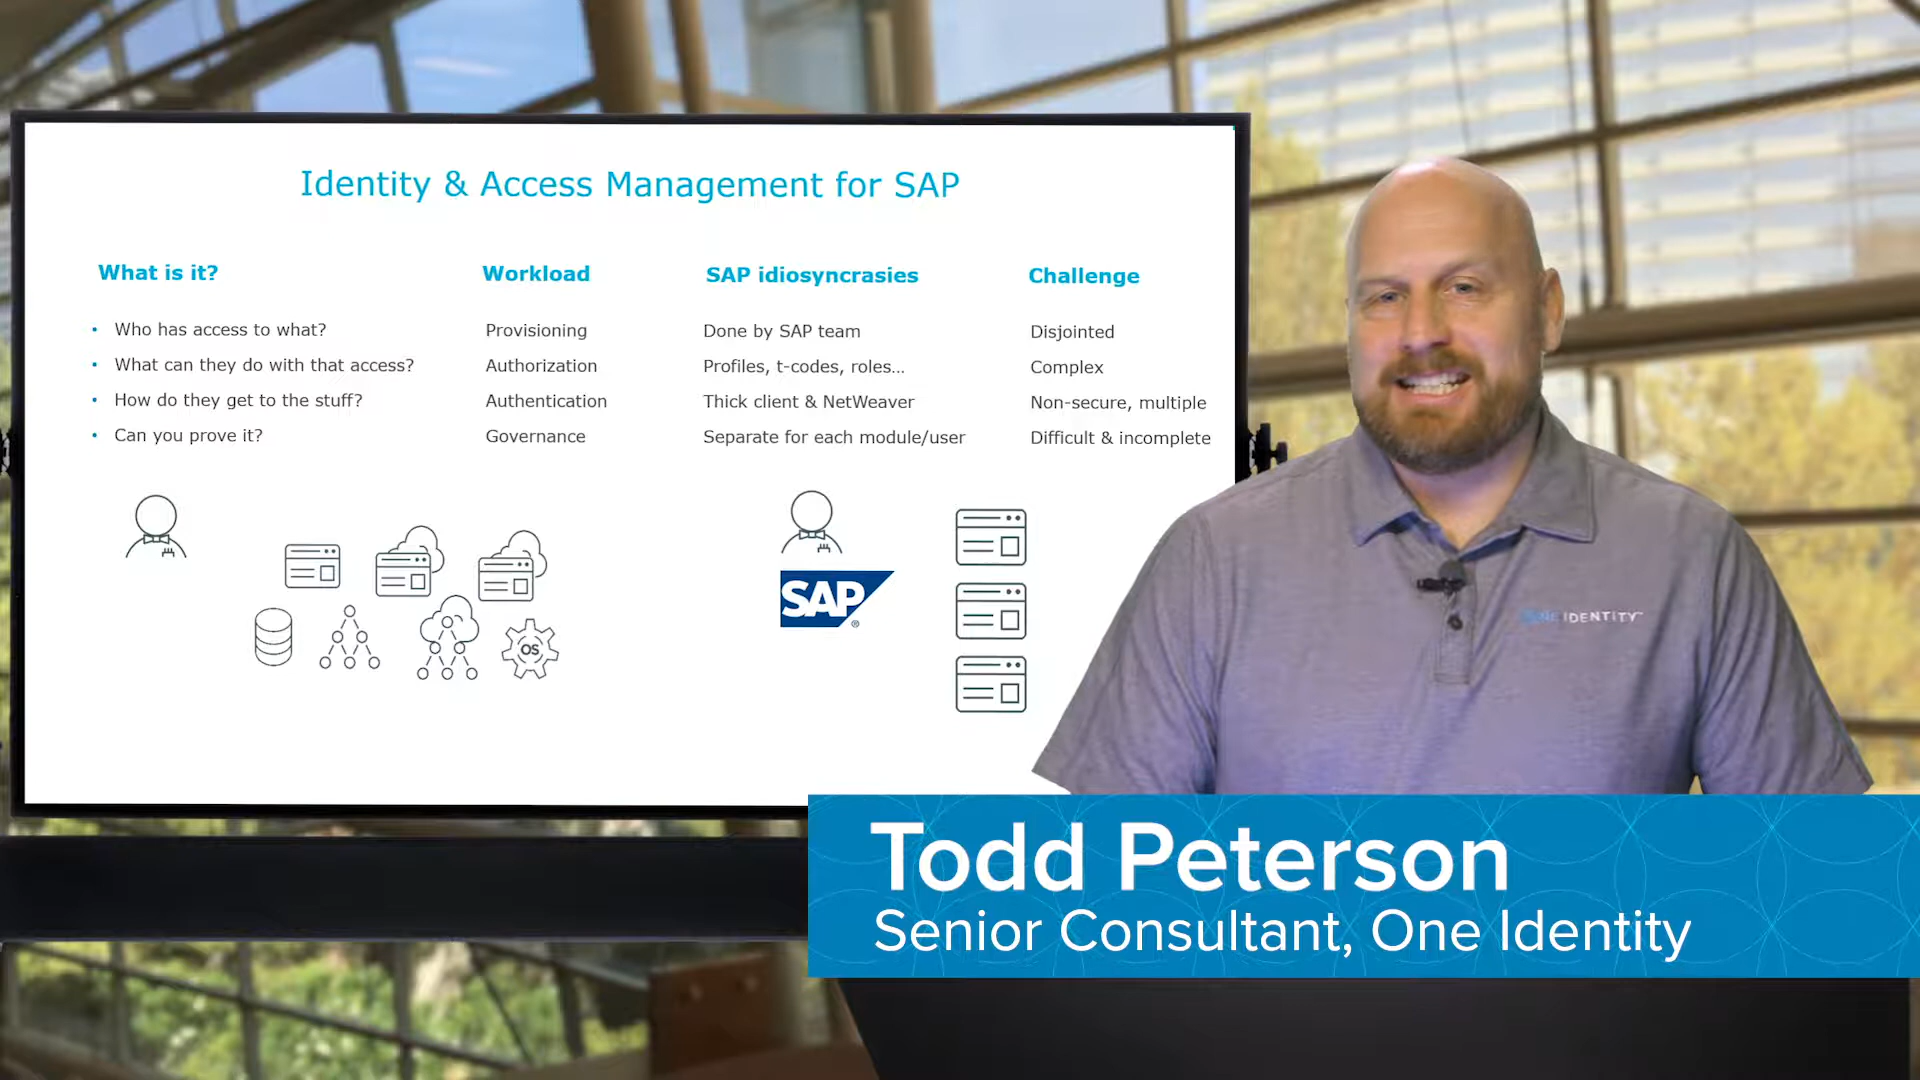 Identity & Access Management for SAP
What is it? Workload SAP idiosyncrasies Challenge
• Who has access to what? Provisioning Done by SAP team Disjointed
• What can they do with that access? Authorization Profiles, t-codes, roles... Complex
• How do they get to the stuff? Authentication Thick client & NetWeaver Non-secure, multiple
• Can you prove it? Governance Separate for each module/user Difficult & incomplete
OS
SAP®
ONE IDENTITY™
Todd Peterson
Senior Consultant, One Identity